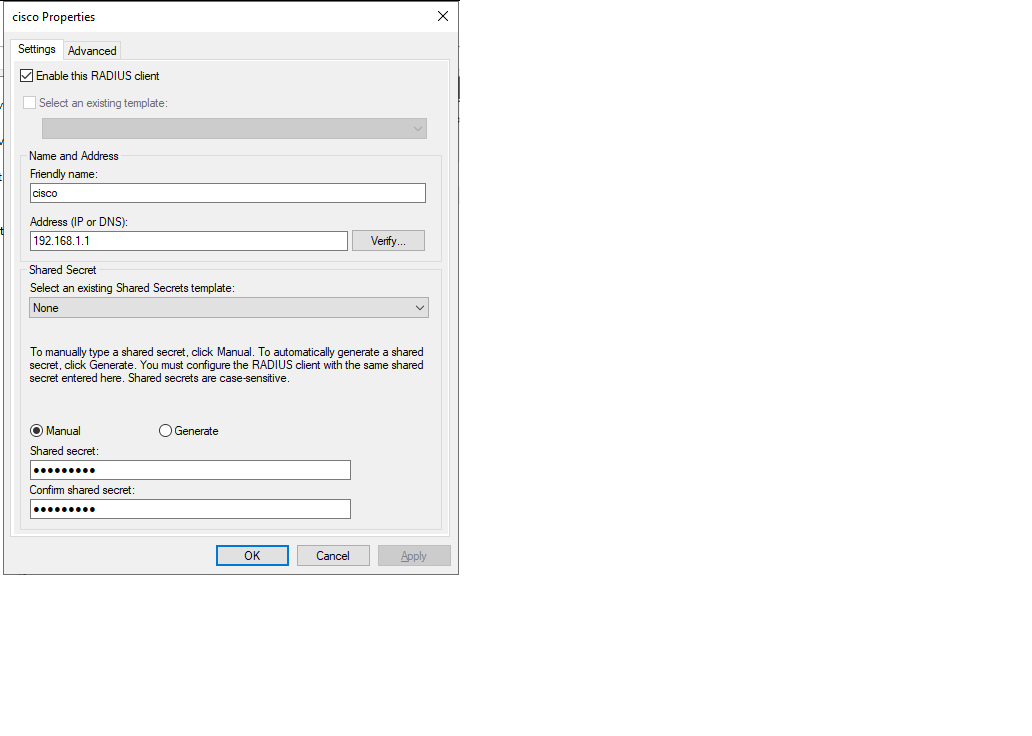 cisco Properties
Settings
Advanced
Enable this RADIUS client
Select an existing template:
Name and Address
Friendly name:
cisco
Address (IP or DNS):
192.168.1.1
Verify...
Shared Secret
Select an existing Shared Secrets template:
None
To manually type a shared secret, click Manual. To automatically generate a shared
secret, click Generate. You must configure the RADIUS client with the same shared
secret entered here. Shared secrets are case-sensitive.
Manual
Generate
Shared secret:
●●●●●●●●●
Confirm shared secret:
●●●●●●●●●
OK
Cancel
Apply